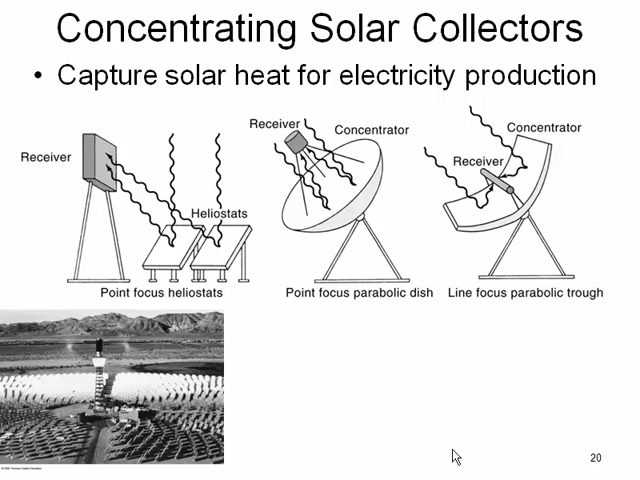 Concentrating Solar Collectors
• Capture solar heat for electricity production
Receiver
Heliostats
Point focus heliostats
Receiver
Concentrator
Point focus parabolic dish
Concentrator
Receiver
Line focus parabolic trough
20